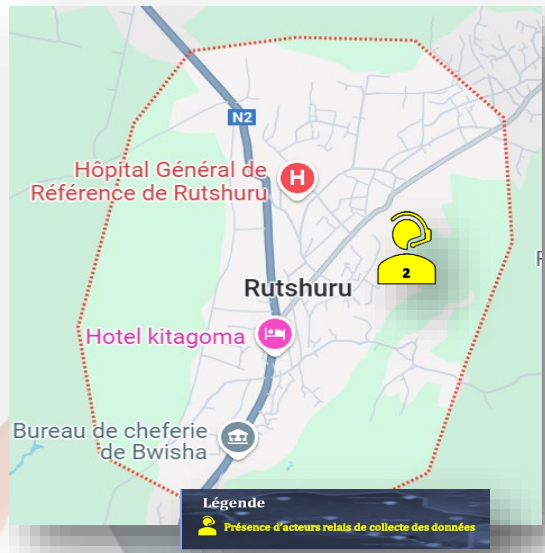 N2
Hôpital Général de
Référence de Rutshuru
2
Rutshuru
Hotel kitagoma
Bureau de cheferie
de Bwisha
Légende
Présence d'acteurs relais de collecte des données